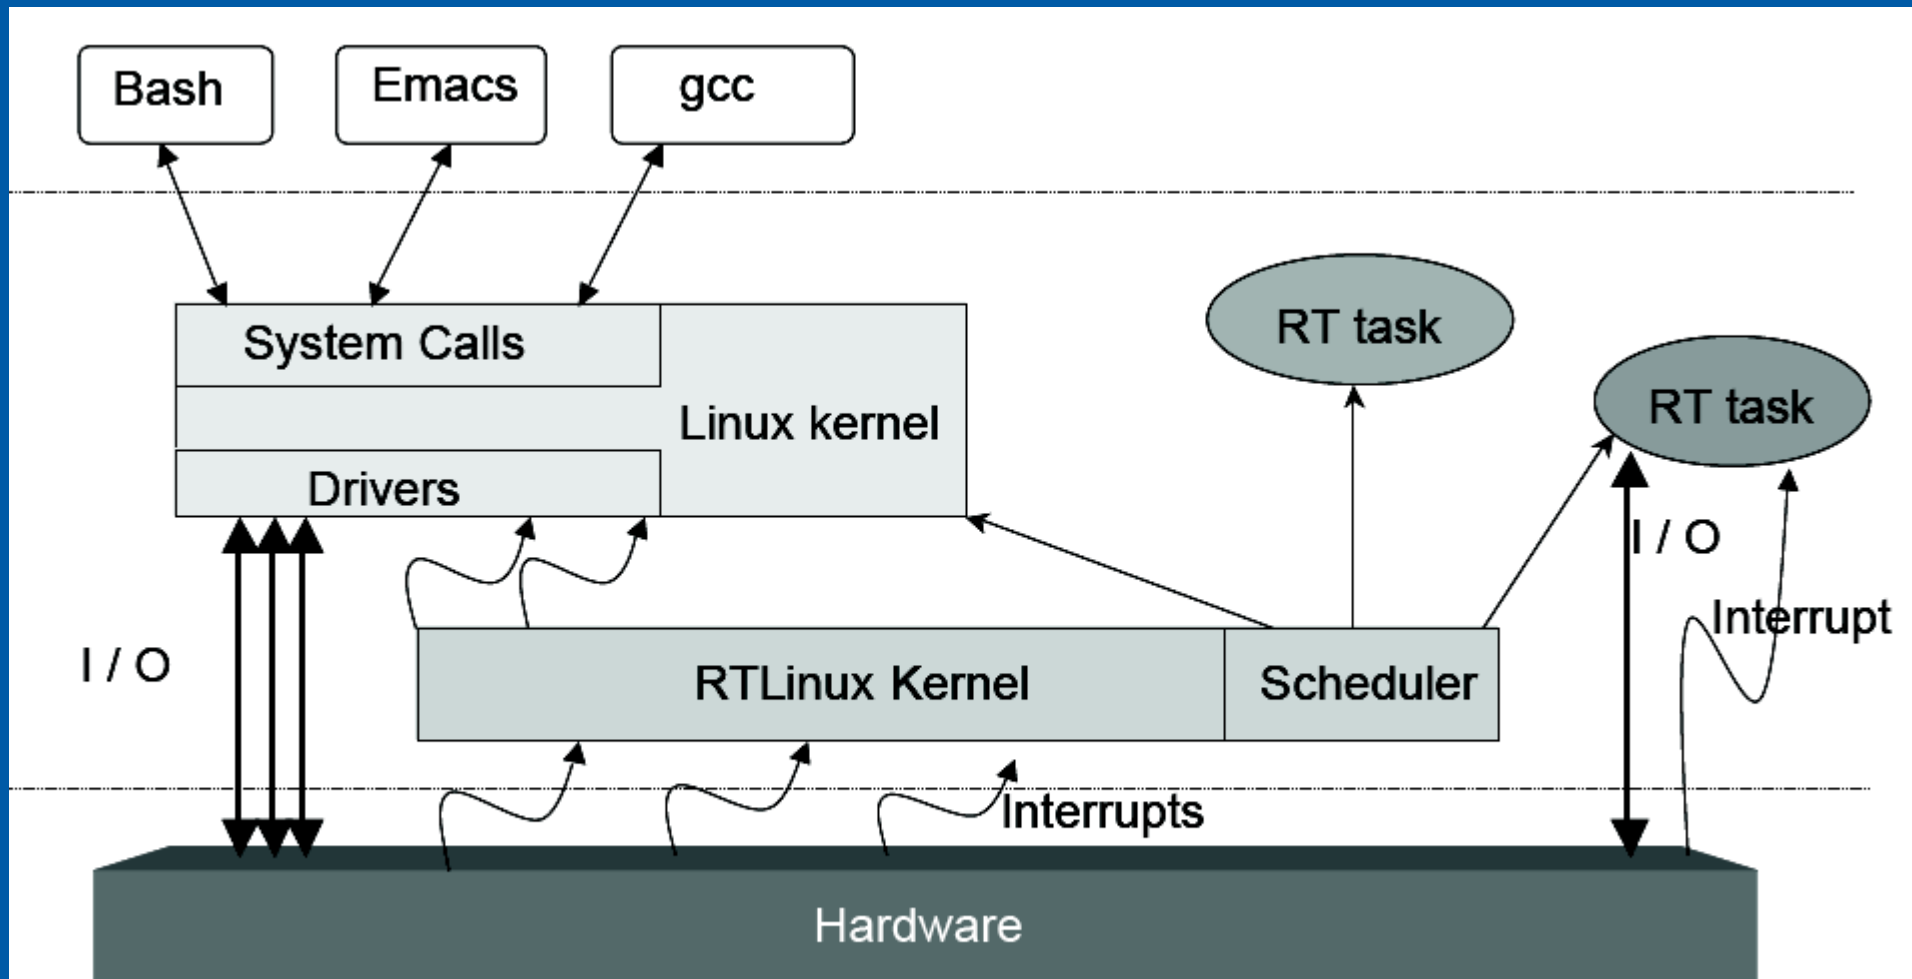 Bash
Emacs
gcc
System Calls
RT task
RT task
Linux kernel
Drivers
I / O
Interrupt
I / O
RTLinux Kernel
Scheduler
Interrupts
Hardware